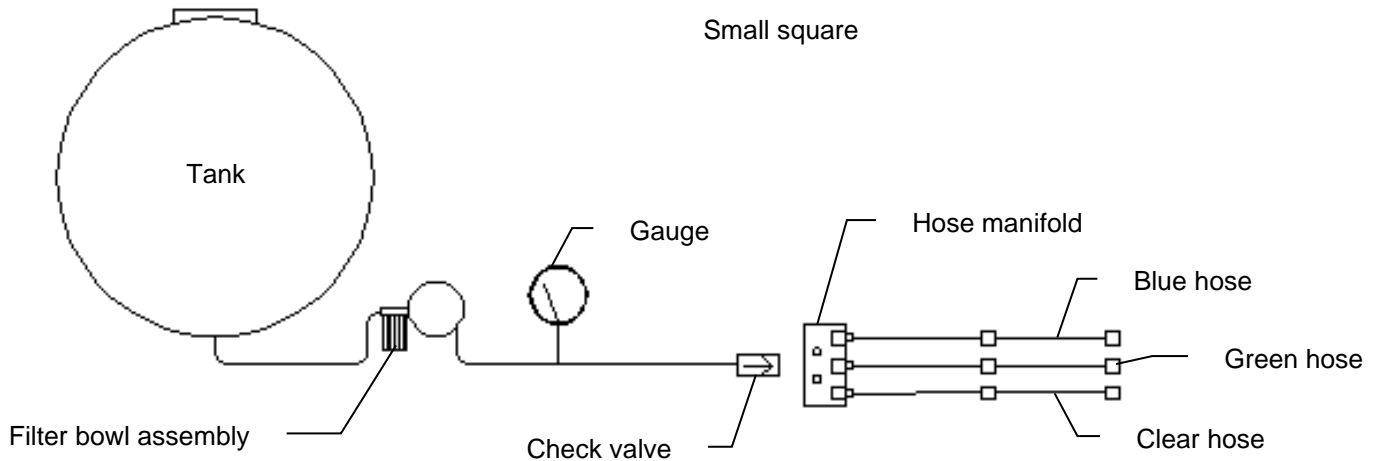 Small square
Tank
Gauge
Hose manifold
Blue hose
Green hose
Filter bowl assembly
Check valve
Clear hose